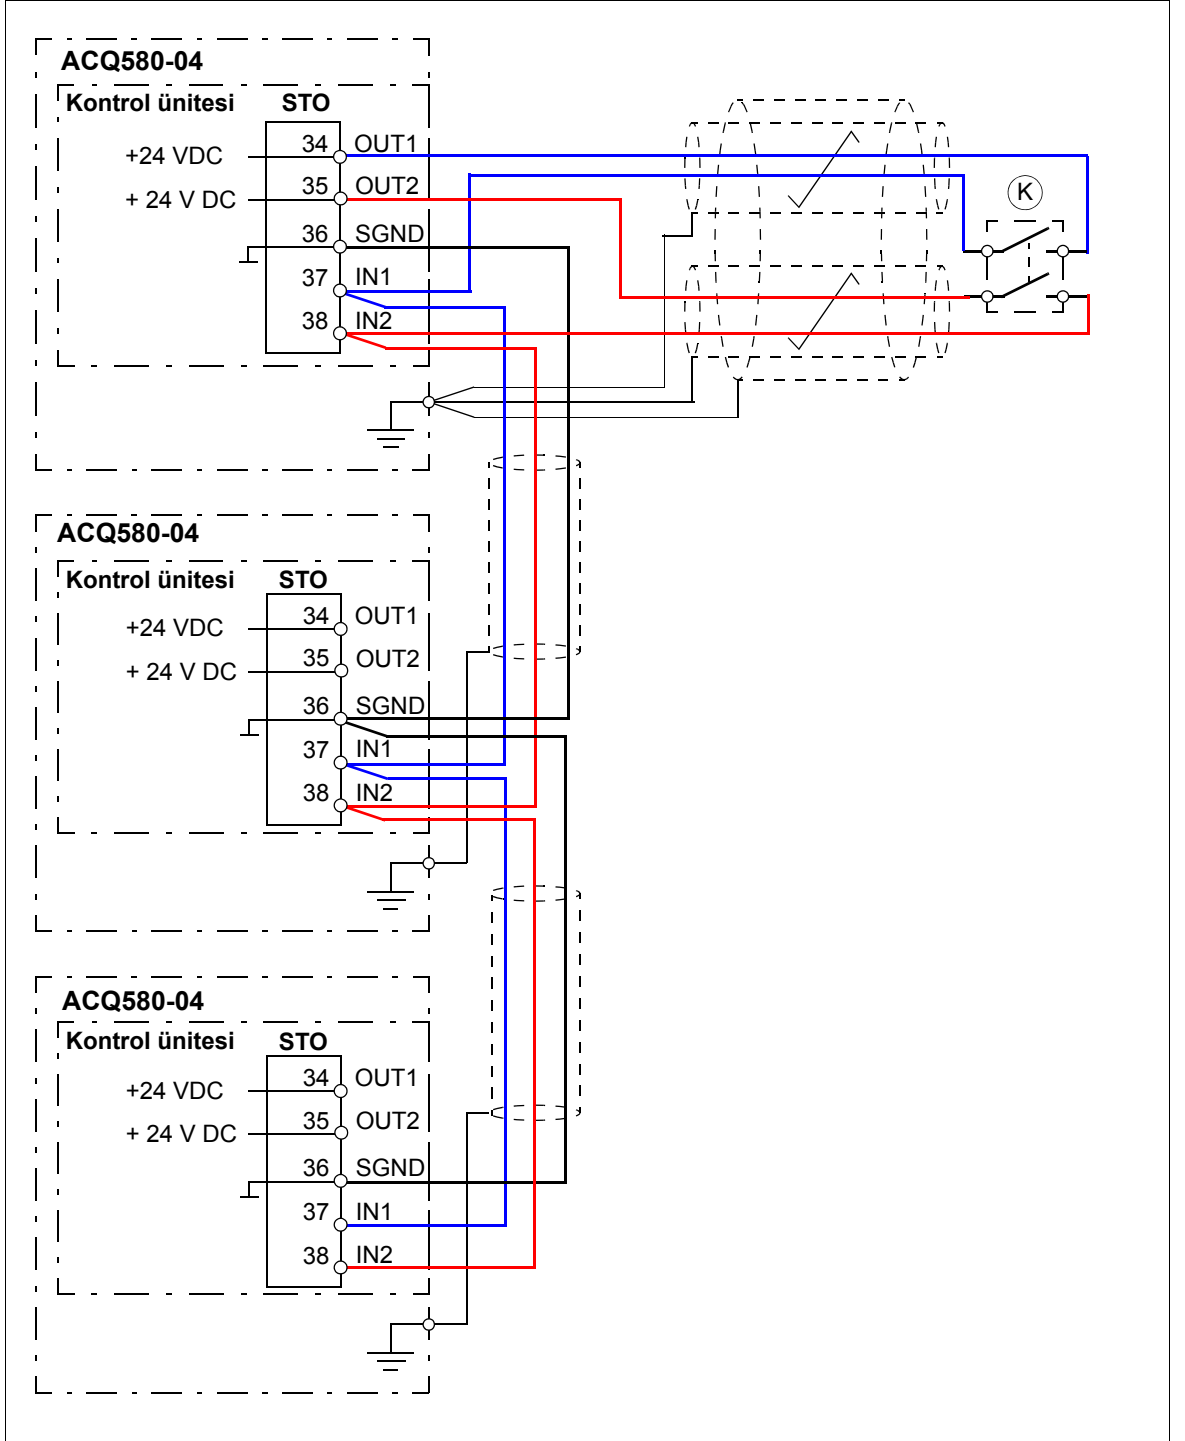 ACQ580-04
Kontrol ünitesi STO
34 OUT1
+24 VDC
35 OUT2
+ 24 V DC
36 SGND
37 IN1
38 IN2
K
ACQ580-04
Kontrol ünitesi STO
34 OUT1
+24 VDC
35 OUT2
+ 24 V DC
36 SGND
37 IN1
38 IN2
ACQ580-04
Kontrol ünitesi STO
34 OUT1
+24 VDC
35 OUT2
+ 24 V DC
36 SGND
37 IN1
38 IN2